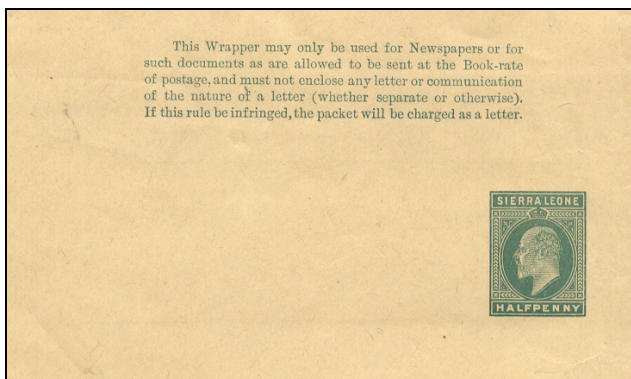 This Wrapper may only be used for Newspapers or for
such documents as are allowed to be sent at the Book-rate
of postage, and must not enclose any letter or communication
of the nature of a letter (whether separate or otherwise).
If this rule be infringed, the packet will be charged as a letter.
SIERRA LEONE
HALFPENNY